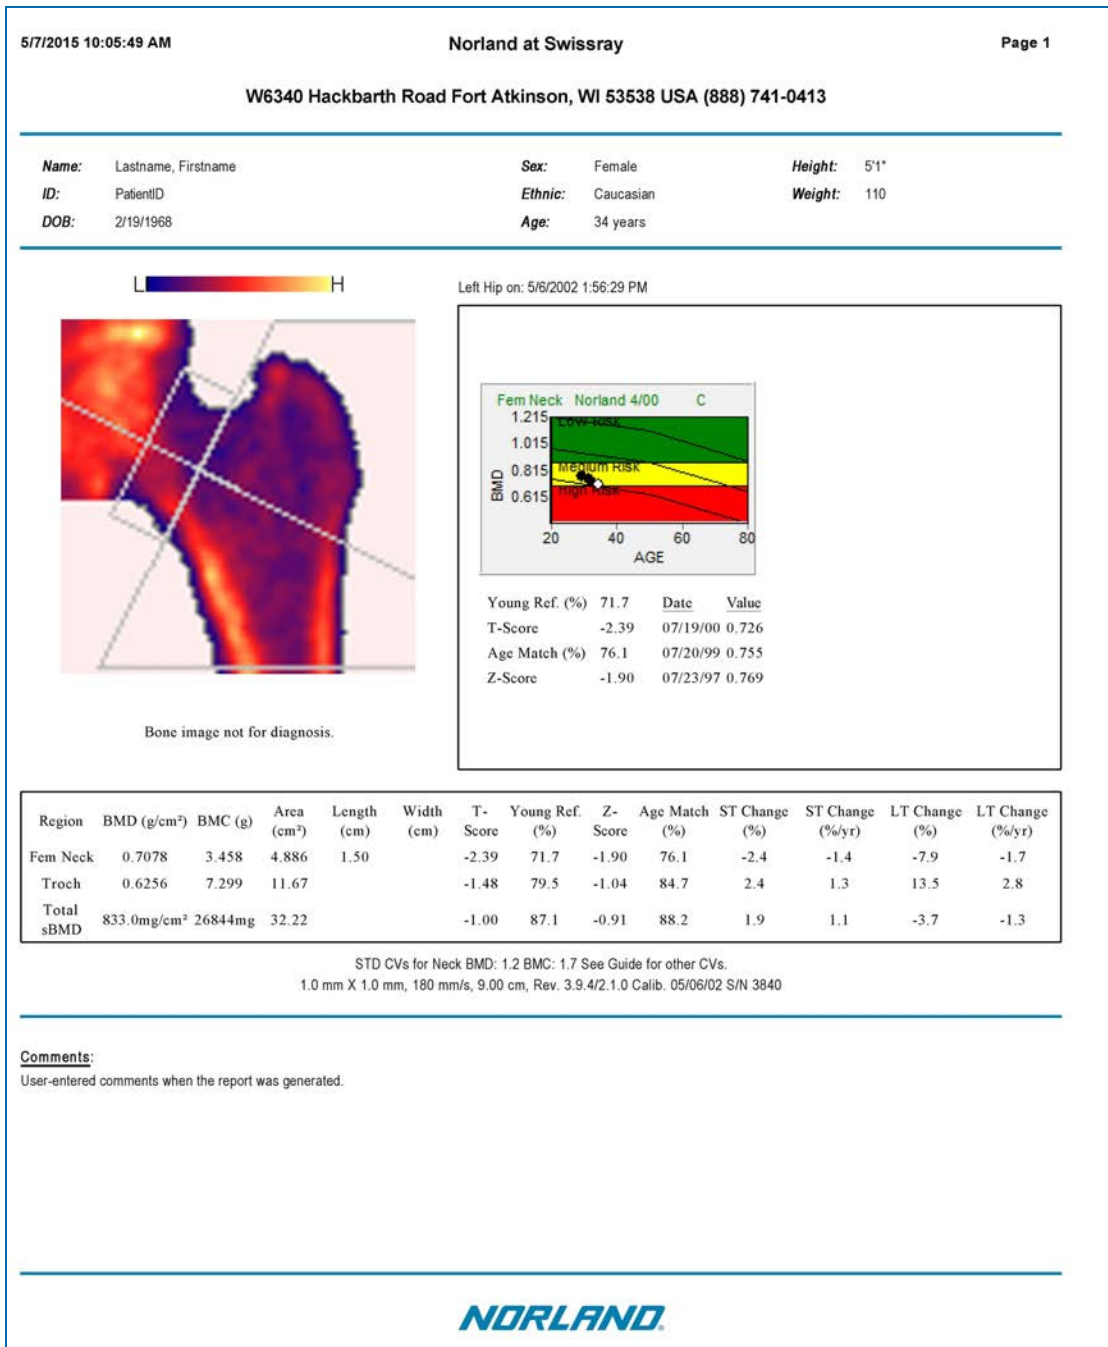 5/7/2015 10:05:49 AM Norland at Swissray Page 1
W6340 Hackbarth Road Fort Atkinson, WI 53538 USA (888) 741-0413
Name: Lastname, Firstname Sex: Female Height: 5'1"
ID: PatientID Ethnic: Caucasian Weight: 110
DOB: 2/19/1968 Age: 34 years
L H
Left Hip on: 5/6/2002 1:56:29 PM
Fem Neck Norland 4/00 C
1.215 Low Risk
1.015
0.815 Medium Risk
0.615 High Risk
BMD
20 40 60 80
AGE
Young Ref. (%) 71.7 Date Value
T-Score -2.39 07/19/00 0.726
Age Match (%) 76.1 07/20/99 0.755
Z-Score -1.90 07/23/97 0.769
Bone image not for diagnosis.
Region BMD (g/cm²) BMC (g) Area (cm²) Length (cm) Width (cm) T-Score Young Ref. (%) Z-Score Age Match (%) ST Change (%) ST Change (%/yr) LT Change (%) LT Change (%/yr)
Fem Neck 0.7078 3.458 4.886 1.50 -2.39 71.7 -1.90 76.1 -2.4 -1.4 -7.9 -1.7
Troch 0.6256 7.299 11.67 -1.48 79.5 -1.04 84.7 2.4 1.3 13.5 2.8
Total sBMD 833.0mg/cm² 26844mg 32.22 -1.00 87.1 -0.91 88.2 1.9 1.1 -3.7 -1.3
STD CVs for Neck BMD: 1.2 BMC: 1.7 See Guide for other CVs.
1.0 mm X 1.0 mm, 180 mm/s, 9.00 cm, Rev. 3.9.4/2.1.0 Calib. 05/06/02 S/N 3840
Comments:
User-entered comments when the report was generated.
NORLAND®